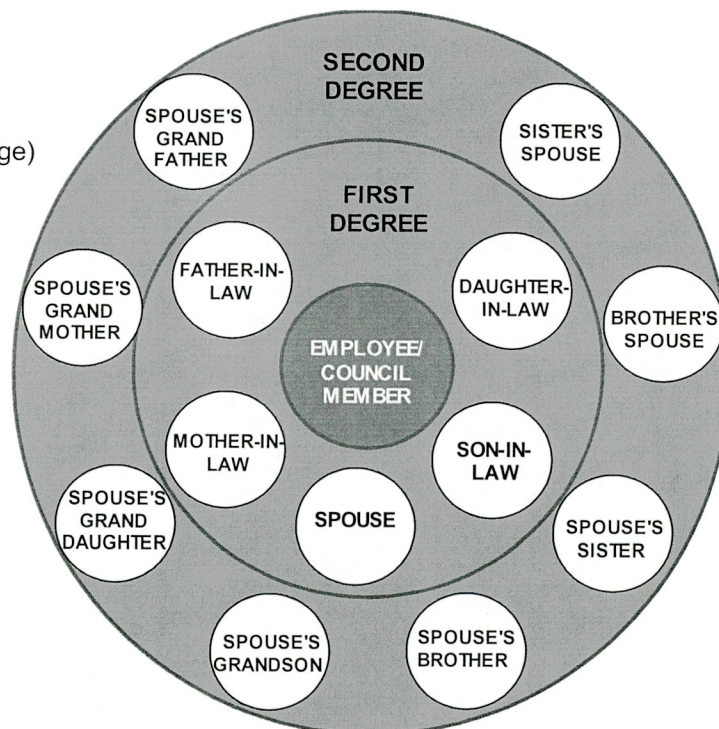 SECOND
DEGREE
SPOUSE'S
GRAND
FATHER
SISTER'S
SPOUSE
ge)
FIRST
DEGREE
FATHER-IN-
LAW
DAUGHTER-
IN-LAW
SPOUSE'S
GRAND
MOTHER
BROTHER'S
SPOUSE
EMPLOYEE/
COUNCIL
MEMBER
MOTHER-IN-
LAW
SON-IN-
LAW
SPOUSE'S
GRAND
DAUGHTER
SPOUSE
SPOUSE'S
SISTER
SPOUSE'S
GRANDSON
SPOUSE'S
BROTHER